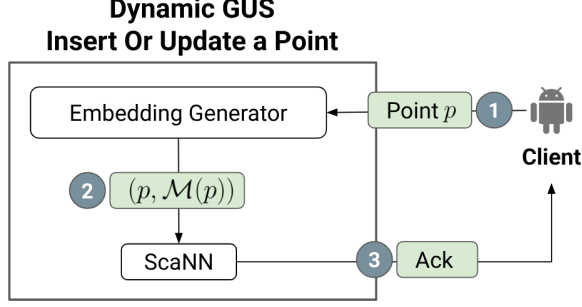 Dynamic GUS
Insert Or Update a Point
Embedding Generator
Point p
1
Client
2
(p, M(p))
ScaNN
3
Ack